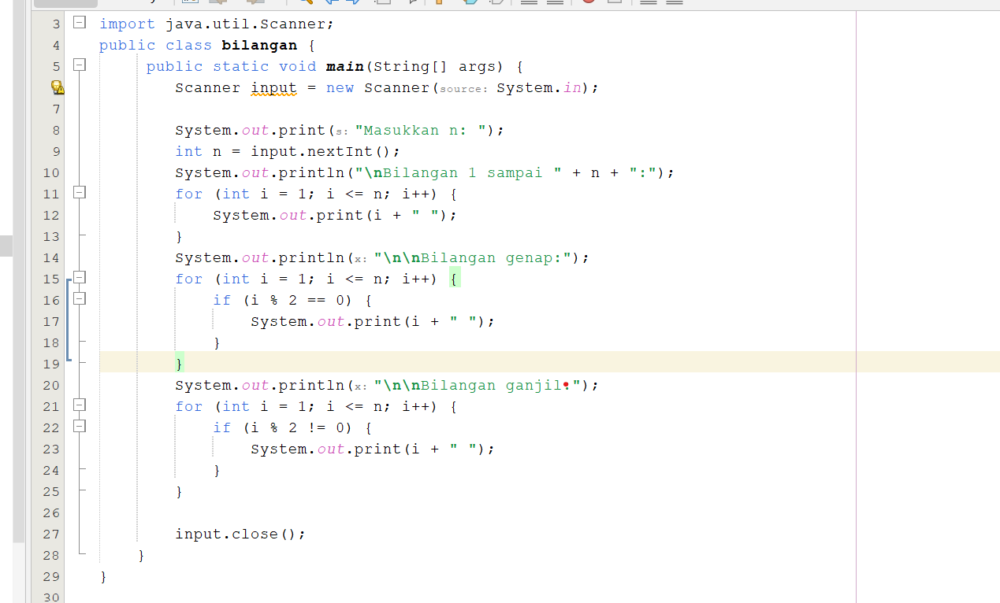 3 import java.util.Scanner;
4 public class bilangan {
5 public static void main(String[] args) {
Scanner input = new Scanner(source: System.in);
7
8 System.out.print(s: "Masukkan n: ");
9 int n = input.nextInt();
10 System.out.println("\nBilangan 1 sampai " + n + ":");
11 for (int i = 1; i <= n; i++) {
12 System.out.print(i + " ");
13 }
14 System.out.println(x: "\n\nBilangan genap:");
15 for (int i = 1; i <= n; i++) {
16 if (i % 2 == 0) {
17 System.out.print(i + " ");
18 }
19 }
20 System.out.println(x: "\n\nBilangan ganjil:");
21 for (int i = 1; i <= n; i++) {
22 if (i % 2 != 0) {
23 System.out.print(i + " ");
24 }
25 }
26
27 input.close();
28 }
29 }
30